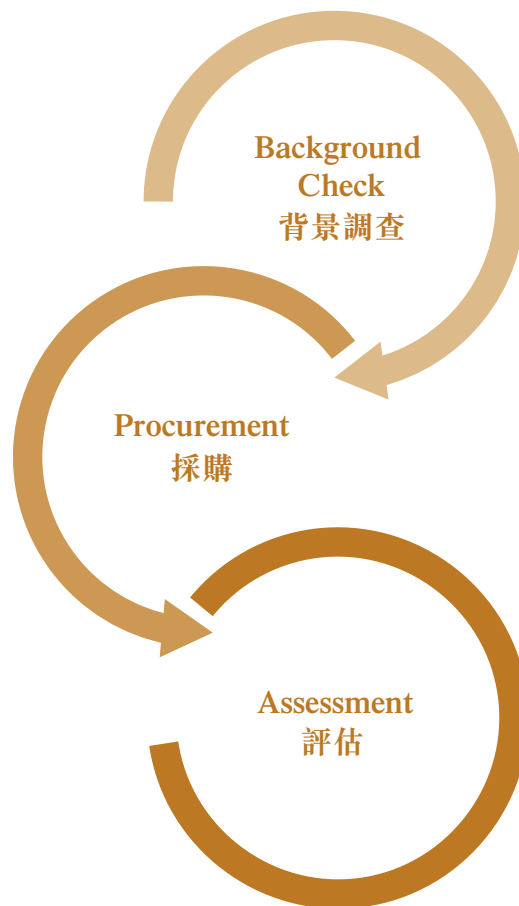 Background
Check
背景調查
Procurement
採購
Assessment
評估